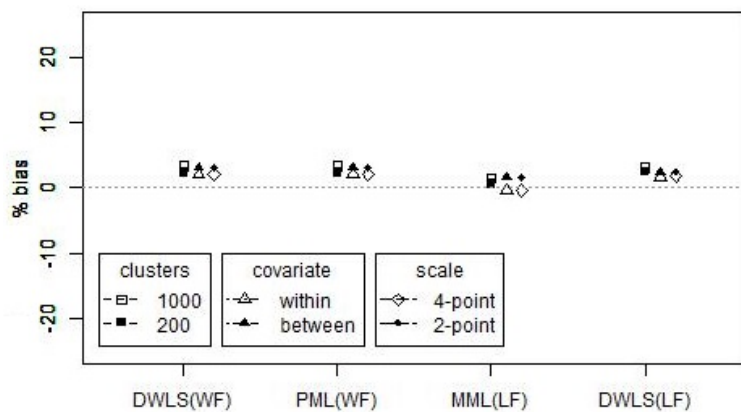 % bias
20
10
0
-10
-20
clusters
1000
200
covariate
within
between
scale
4-point
2-point
DWLS(WF) PML(WF) MML(LF) DWLS(LF)